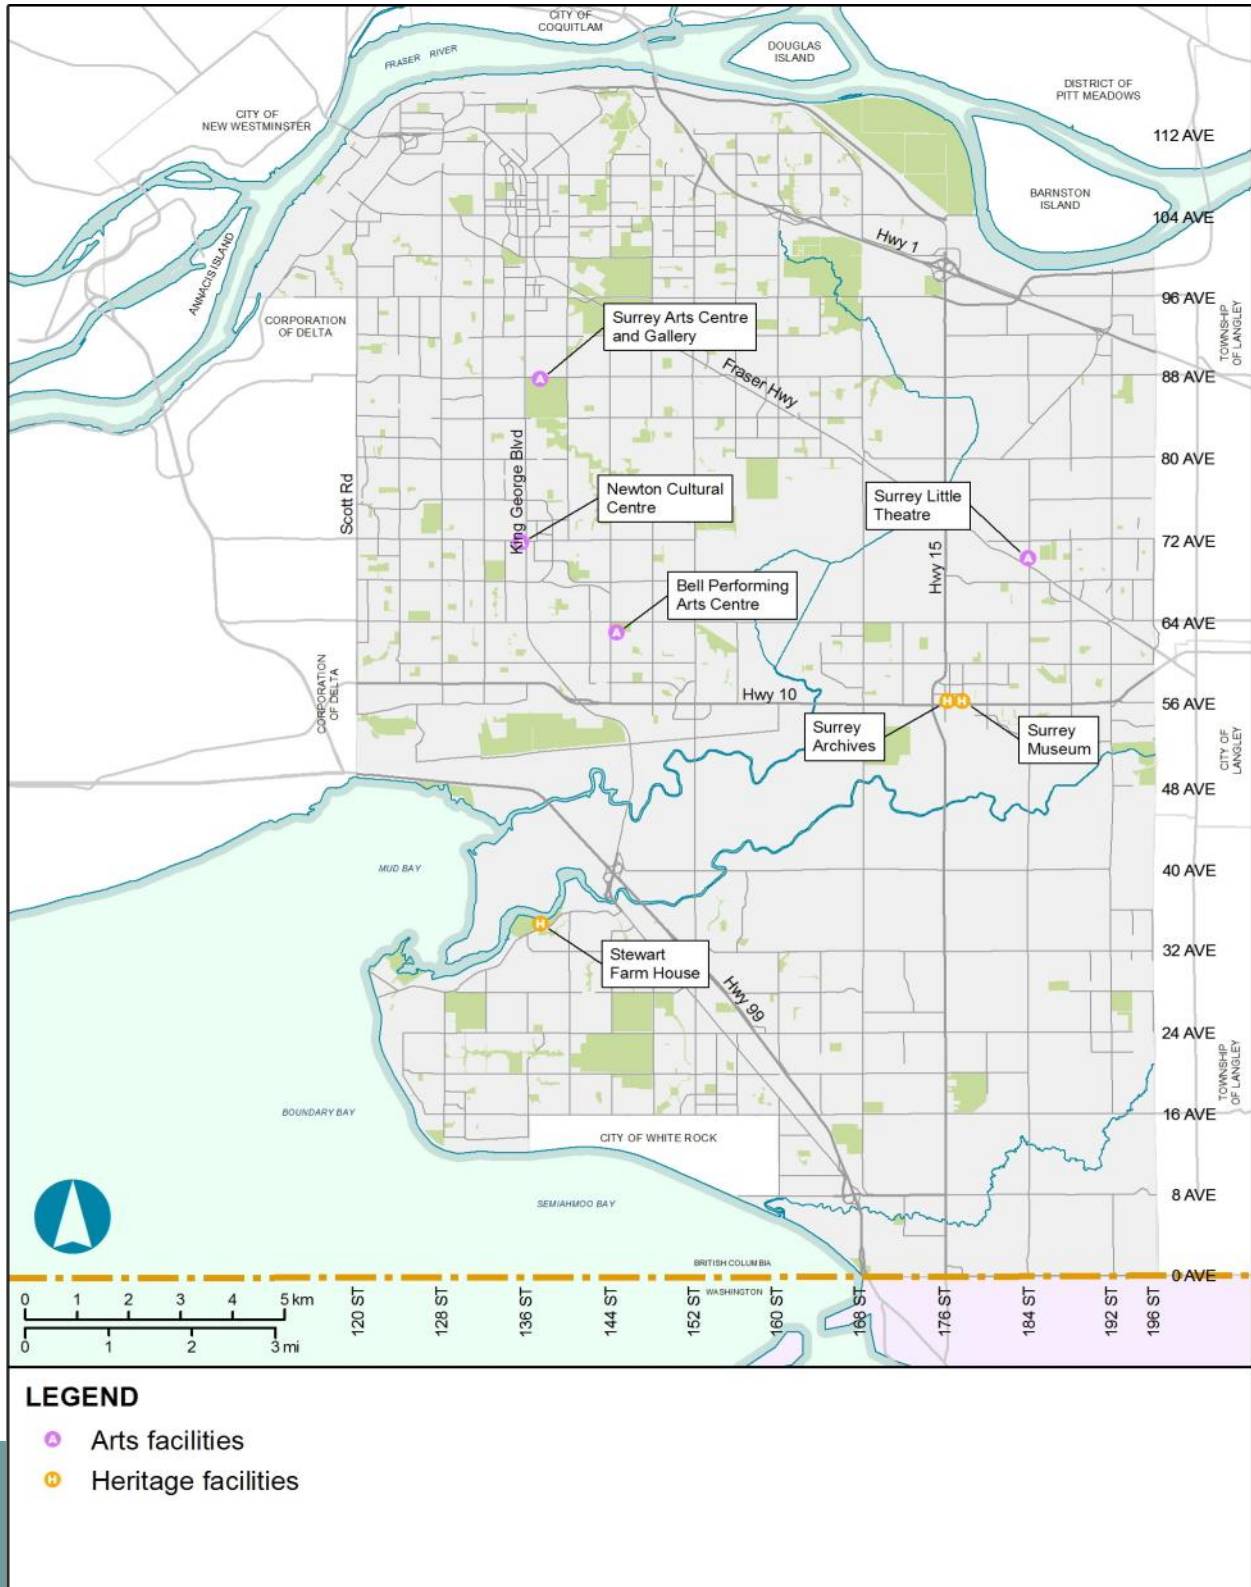 CITY OF
COQUITLAM
FRASER RIVER
DOUGLAS
ISLAND
DISTRICT OF
PITT MEADOWS
CITY OF
NEW WESTMINSTER
112 AVE
BARNSTON
ISLAND
104 AVE
Hwy 1
ANNACIS ISLAND
96 AVE
CORPORATION
OF DELTA
Surrey Arts Centre
and Gallery
TOWNSHIP
OF LANGLEY
A
88 AVE
Fraser Hwy
King George Blvd
80 AVE
Scott Rd
Newton Cultural
Centre
Surrey Little
Theatre
A
72 AVE
Hwy 15
A
Bell Performing
Arts Centre
64 AVE
A
CORPORATION
OF DELTA
Hwy 10
H H
56 AVE
Surrey
Archives
Surrey
Museum
CITY OF
LANGLEY
48 AVE
MUD BAY
40 AVE
H
Stewart
Farm House
32 AVE
Hwy 99
24 AVE
TOWNSHIP
OF LANGLEY
BOUNDARY BAY
16 AVE
CITY OF WHITE ROCK
8 AVE
SEMIAHMOO BAY
BRITISH COLUMBIA
0 AVE
WASHINGTON
0 1 2 3 4 5 km
0 1 2 3 mi
120 ST
128 ST
136 ST
144 ST
152 ST
160 ST
168 ST
176 ST
184 ST
192 ST
196 ST
LEGEND
A Arts facilities
H Heritage facilities